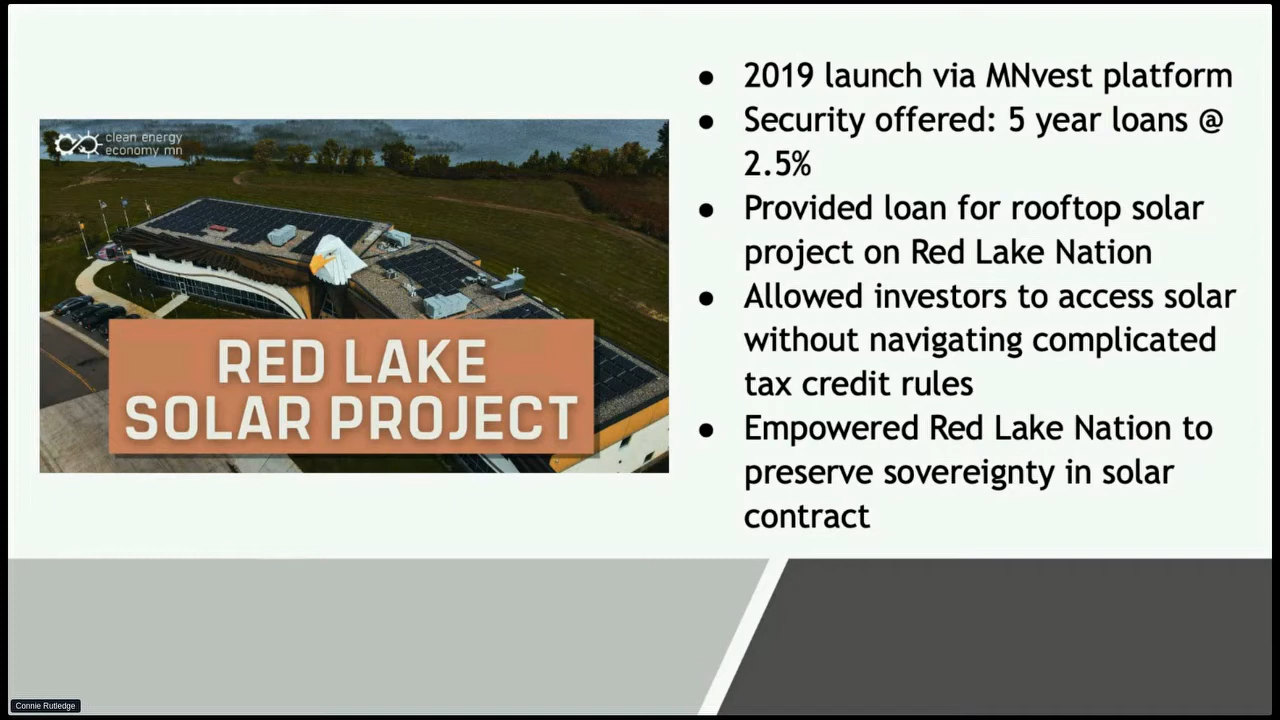 clean energy
economy mn
RED LAKE
SOLAR PROJECT
● 2019 launch via MNvest platform
● Security offered: 5 year loans @
2.5%
● Provided loan for rooftop solar
project on Red Lake Nation
● Allowed investors to access solar
without navigating complicated
tax credit rules
● Empowered Red Lake Nation to
preserve sovereignty in solar
contract
Connie Rutledge